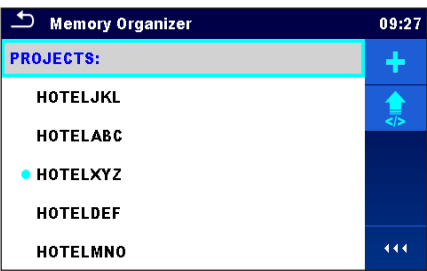 Memory Organizer 09:27
PROJECTS:
HOTELJKL
HOTELABC
HOTELXYZ
HOTELDEF
HOTELMNO